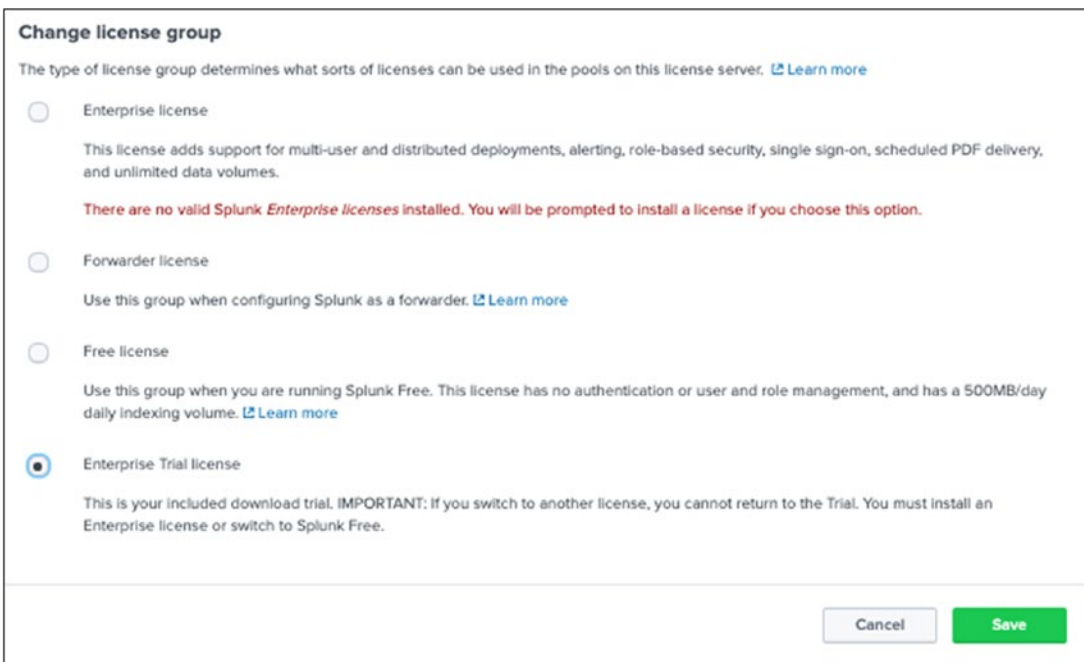 Change license group
The type of license group determines what sorts of licenses can be used in the pools on this license server. Learn more
Enterprise license
This license adds support for multi-user and distributed deployments, alerting, role-based security, single sign-on, scheduled PDF delivery,
and unlimited data volumes.
There are no valid Splunk Enterprise licenses installed. You will be prompted to install a license if you choose this option.
Forwarder license
Use this group when configuring Splunk as a forwarder. Learn more
Free license
Use this group when you are running Splunk Free. This license has no authentication or user and role management, and has a 500MB/day
daily indexing volume. Learn more
Enterprise Trial license
This is your included download trial. IMPORTANT: If you switch to another license, you cannot return to the Trial. You must install an
Enterprise license or switch to Splunk Free.
Cancel Save